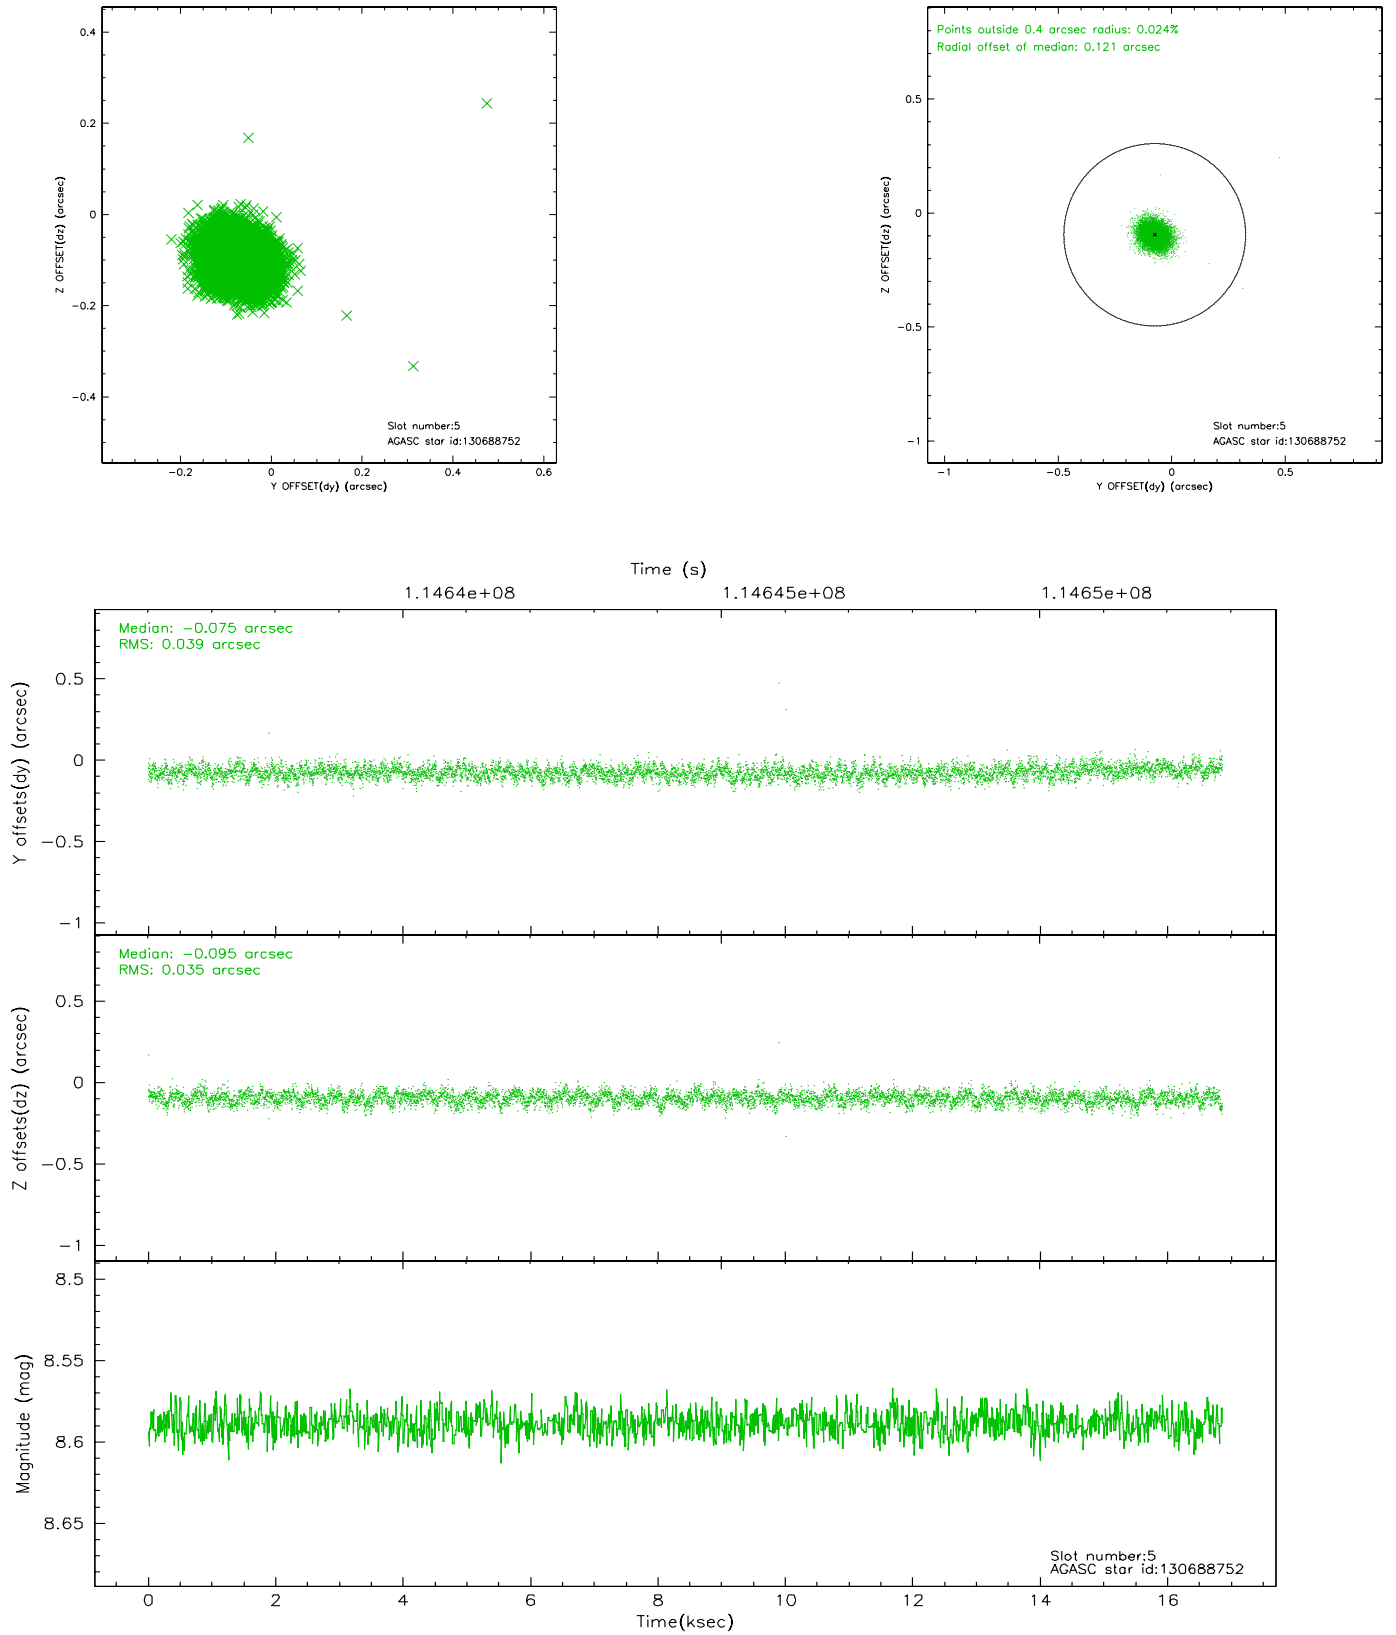 0.4
0.2
0
−0.2
−0.4
Z OFFSET(dz) (arcsec)
Slot number:5
AGASC star id:130688752
−0.2 0 0.2 0.4 0.6
Y OFFSET(dy) (arcsec)
Points outside 0.4 arcsec radius: 0.024%
Radial offset of median: 0.121 arcsec
0.5
0
−0.5
−1
Z OFFSET(dz) (arcsec)
Slot number:5
AGASC star id:130688752
−1 −0.5 0 0.5
Y OFFSET(dy) (arcsec)
Time (s)
1.1464e+08 1.14645e+08 1.1465e+08
Median: −0.075 arcsec
RMS: 0.039 arcsec
0.5
0
−0.5
−1
Y offsets(dy) (arcsec)
Median: −0.095 arcsec
RMS: 0.035 arcsec
0.5
0
−0.5
−1
Z offsets(dz) (arcsec)
8.5
8.55
8.6
8.65
Magnitude (mag)
Slot number:5
AGASC star id:130688752
0 2 4 6 8 10 12 14 16
Time(ksec)